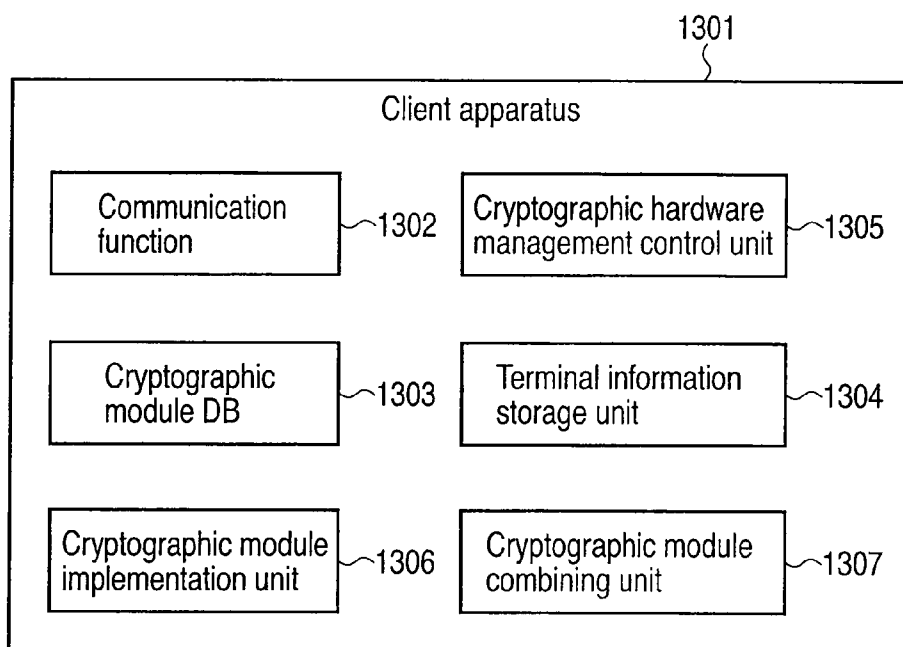 1301
Client apparatus
Communication
function
1302
Cryptographic hardware
management control unit
1305
Cryptographic
module DB
1303
Terminal information
storage unit
1304
Cryptographic module
implementation unit
1306
Cryptographic module
combining unit
1307